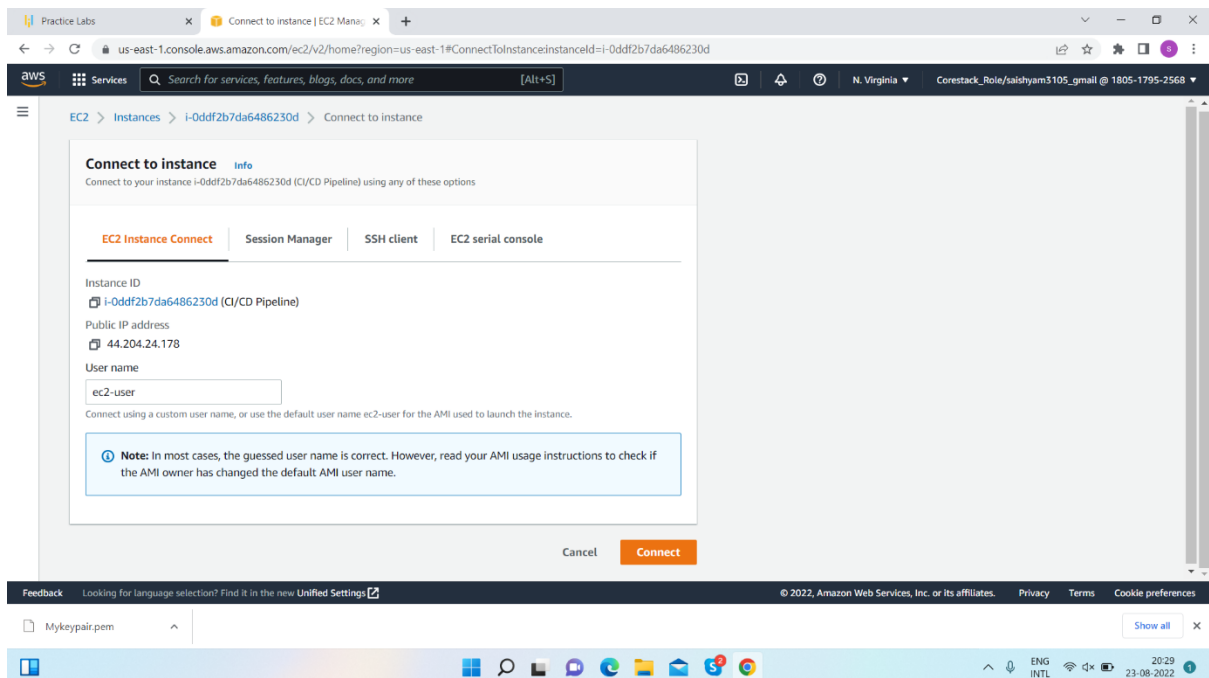 Practice Labs
Connect to instance | EC2 Manag
us-east-1.console.aws.amazon.com/ec2/v2/home?region=us-east-1#ConnectToInstance:instanceId=i-0ddf2b7da6486230d
S
aws Services Search for services, features, blogs, docs, and more [Alt+S] N. Virginia Corestack_Role/saishyam3105_gmail @ 1805-1795-2568
EC2 > Instances > i-0ddf2b7da6486230d > Connect to instance
Connect to instance Info
Connect to your instance i-0ddf2b7da6486230d (CI/CD Pipeline) using any of these options
EC2 Instance Connect Session Manager SSH client EC2 serial console
Instance ID
i-0ddf2b7da6486230d (CI/CD Pipeline)
Public IP address
44.204.24.178
User name
ec2-user
Connect using a custom user name, or use the default user name ec2-user for the AMI used to launch the instance.
Note: In most cases, the guessed user name is correct. However, read your AMI usage instructions to check if
the AMI owner has changed the default AMI user name.
Cancel Connect
Feedback Looking for language selection? Find it in the new Unified Settings © 2022, Amazon Web Services, Inc. or its affiliates. Privacy Terms Cookie preferences
Mykeypair.pem Show all
ENG 20:29
INTL 23-08-2022 1
S 2